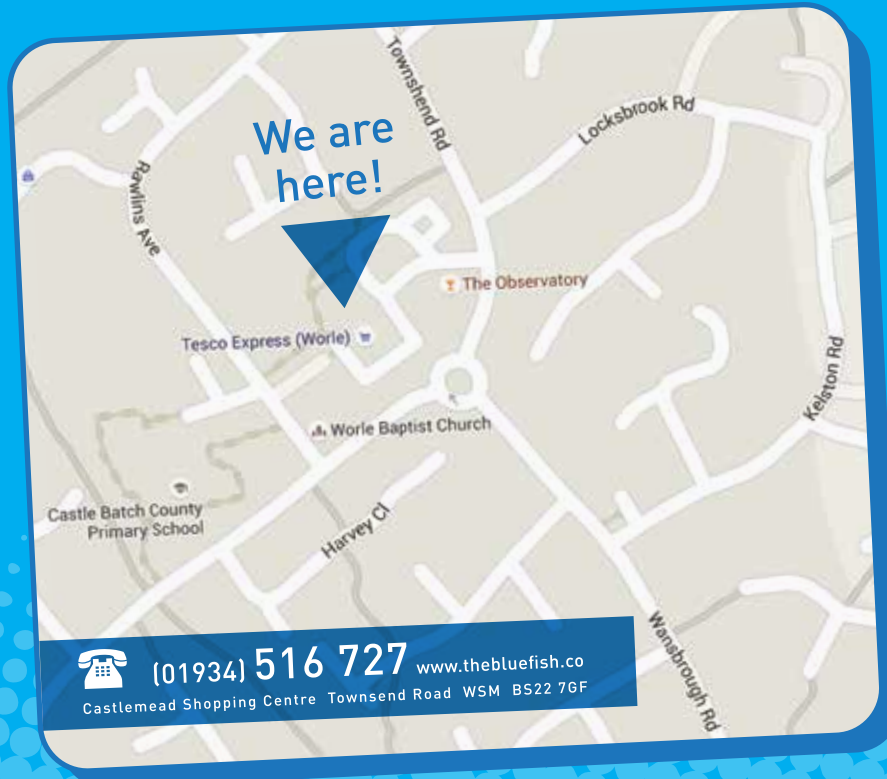 Townshend Rd
Locksbrook Rd
We are
here!
Rawlins Ave
The Observatory
Tesco Express (Worle)
Kelston Rd
Worle Baptist Church
Castle Batch County
Primary School
Harvey Cl
Wansbrough Rd
(01934) 516 727 www.thebluefish.co
Castlemead Shopping Centre Townsend Road WSM BS22 7GF